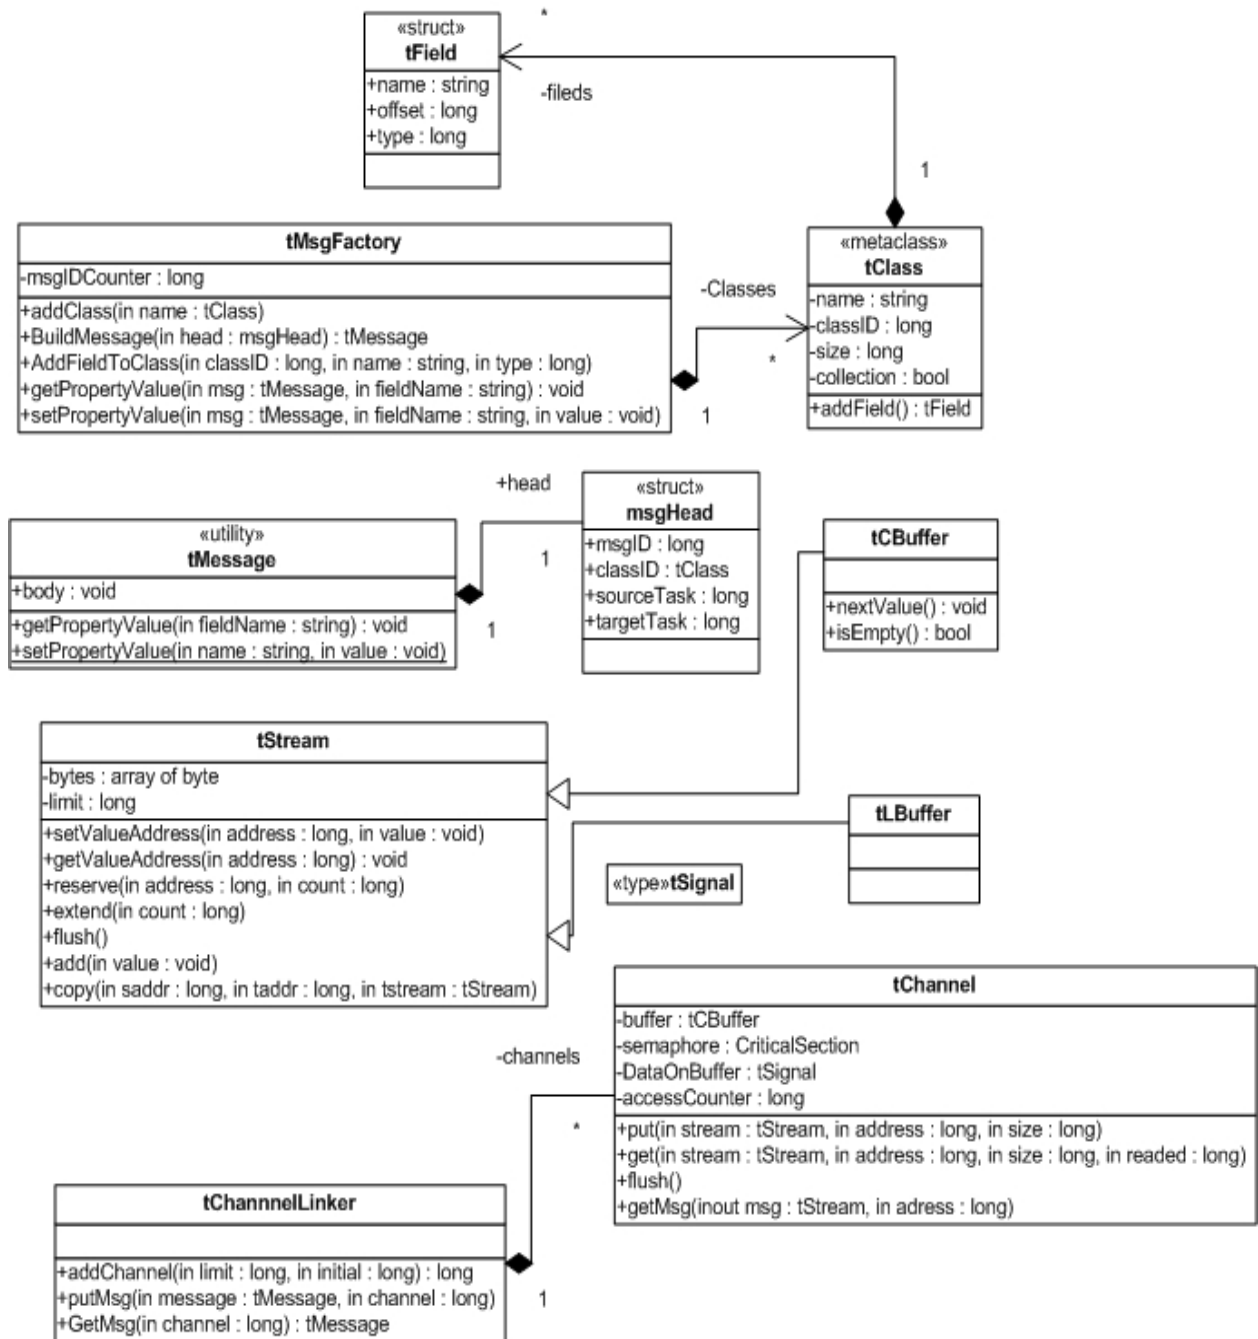 *
«struct»
tField
+name : string
+offset : long
+type : long
-fileds
1
tMsgFactory
-msgIDCounter : long
+addClass(in name : tClass)
+BuildMessage(in head : msgHead) : tMessage
+AddFieldToClass(in classID : long, in name : string, in type : long)
+getPropertyValue(in msg : tMessage, in fieldName : string) : void
+setPropertyValue(in msg : tMessage, in fieldName : string, in value : void)
-Classes
*
1
«metaclass»
tClass
-name : string
-classID : long
-size : long
-collection : bool
+addField() : tField
«utility»
tMessage
+body : void
+getPropertyValue(in fieldName : string) : void
+setPropertyValue(in name : string, in value : void)
+head
1
1
«struct»
msgHead
+msgID : long
+classID : tClass
+sourceTask : long
+targetTask : long
tCBuffer
+nextValue() : void
+isEmpty() : bool
tStream
-bytes : array of byte
-limit : long
+setValueAddress(in address : long, in value : void)
+getValueAddress(in address : long) : void
+reserve(in address : long, in count : long)
+extend(in count : long)
+flush()
+add(in value : void)
+copy(in saddr : long, in taddr : long, in tstream : tStream)
tLBuffer
«type»tSignal
tChannel
-buffer : tCBuffer
-semaphore : CriticalSection
-DataOnBuffer : tSignal
-accessCounter : long
+put(in stream : tStream, in address : long, in size : long)
+get(in stream : tStream, in address : long, in size : long, in readed : long)
+flush()
+getMsg(inout msg : tStream, in adress : long)
-channels
*
tChannnelLinker
+addChannel(in limit : long, in initial : long) : long
+putMsg(in message : tMessage, in channel : long)
+GetMsg(in channel : long) : tMessage
1